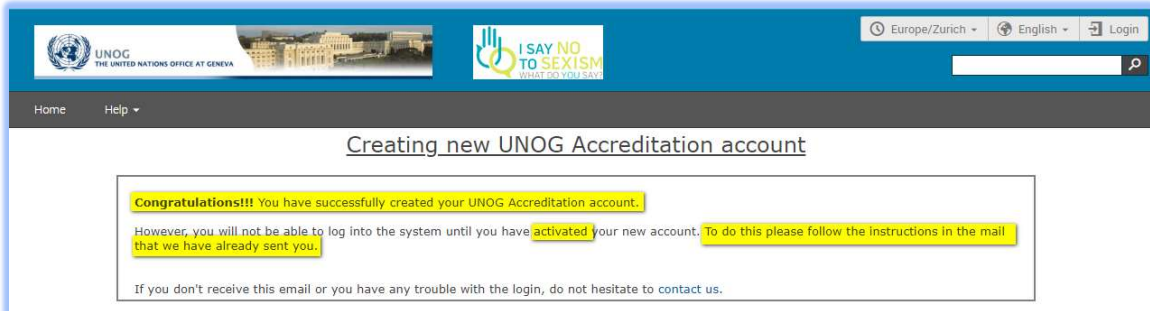 UNOG
THE UNITED NATIONS OFFICE AT GENEVA
I SAY NO
TO SEXISM
WHAT DO YOU SAY?
Europe/Zurich
English
Login
Home
Help
Creating new UNOG Accreditation account
Congratulations!!! You have successfully created your UNOG Accreditation account.
However, you will not be able to log into the system until you have activated your new account. To do this please follow the instructions in the mail
that we have already sent you.
If you don't receive this email or you have any trouble with the login, do not hesitate to contact us.